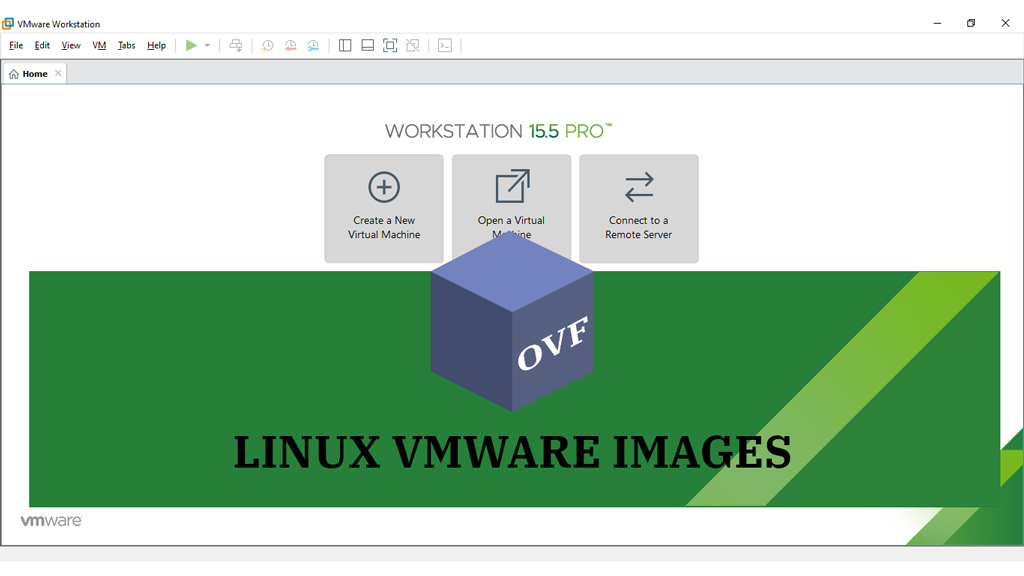 VMware Workstation
File Edit View VM Tabs Help
Home
WORKSTATION 15.5 PRO™
Create a New
Virtual Machine
Open a Virtual
Machine
Connect to a
Remote Server
OVF
LINUX VMWARE IMAGES
vmware